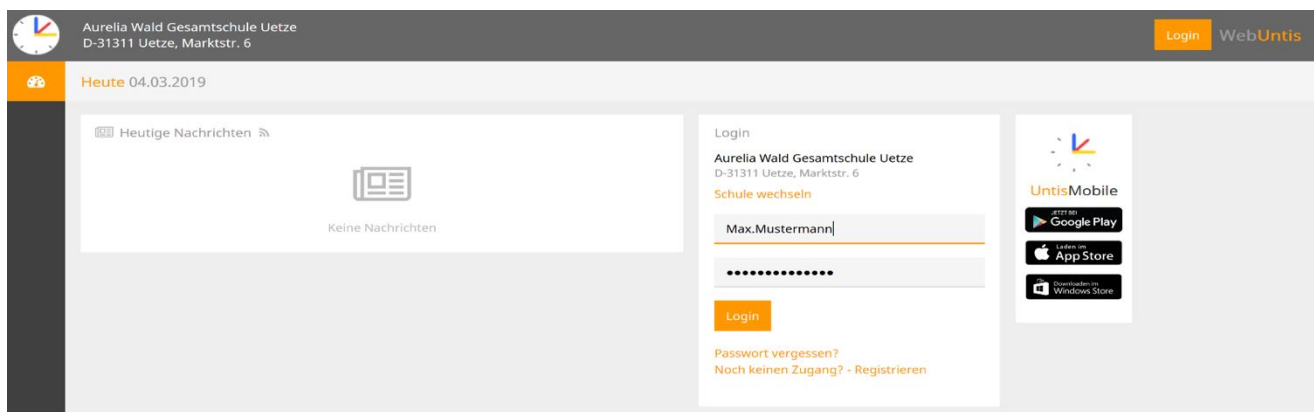 Aurelia Wald Gesamtschule Uetze
D-31311 Uetze, Marktstr. 6
Login
WebUntis
Heute 04.03.2019
Heutige Nachrichten
Keine Nachrichten
Login
Aurelia Wald Gesamtschule Uetze
D-31311 Uetze, Marktstr. 6
Schule wechseln
Max.Mustermann
••••••••••••••
Login
Passwort vergessen?
Noch keinen Zugang? - Registrieren
UntisMobile
JETZT BEI
Google Play
Laden im
App Store
Downloaden im
Windows Store